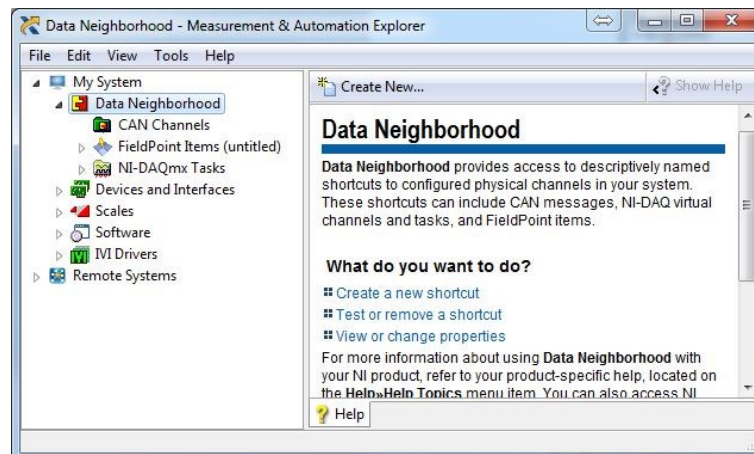 Data Neighborhood - Measurement & Automation Explorer
File Edit View Tools Help
My System
Data Neighborhood
CAN Channels
FieldPoint Items (untitled)
NI-DAQmx Tasks
Devices and Interfaces
Scales
Software
IVI Drivers
Remote Systems
Create New...
Show Help
Data Neighborhood
Data Neighborhood provides access to descriptively named
shortcuts to configured physical channels in your system.
These shortcuts can include CAN messages, NI-DAQ virtual
channels and tasks, and FieldPoint items.
What do you want to do?
Create a new shortcut
Test or remove a shortcut
View or change properties
For more information about using Data Neighborhood with
your NI product, refer to your product-specific help, located on
the Help»Help Topics menu item. You can also access NI
Help